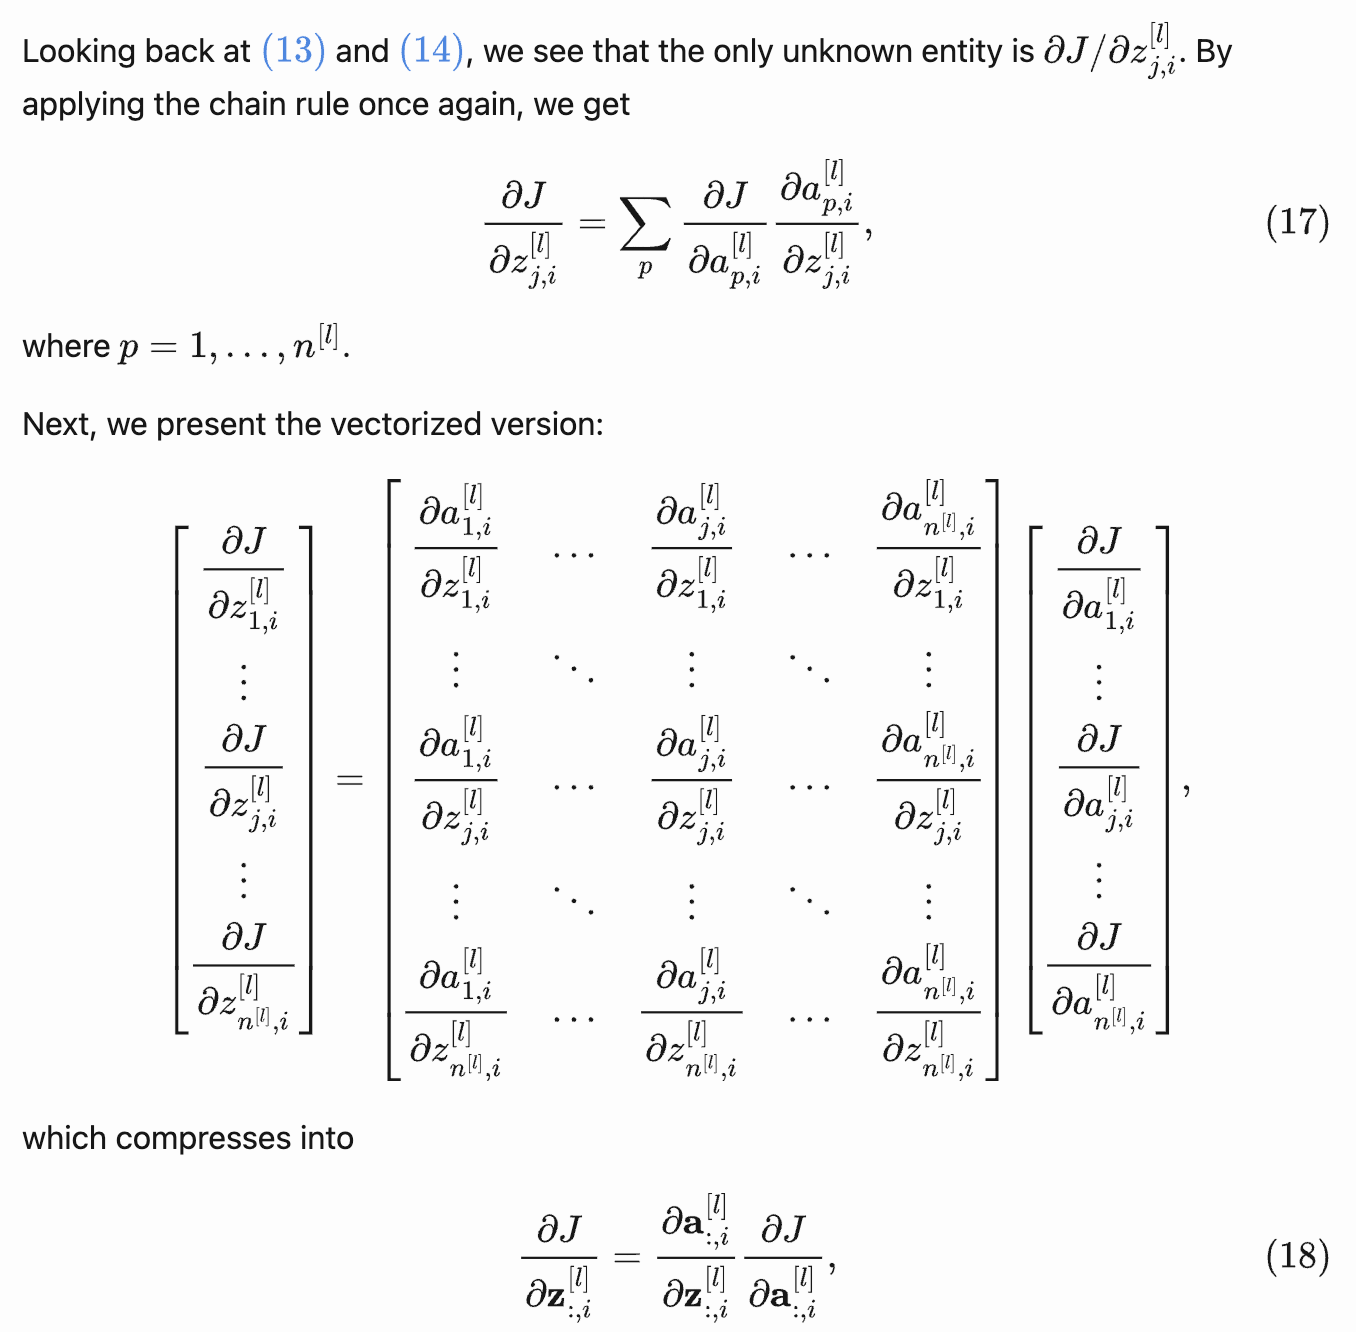 Looking back at (13) and (14), we see that the only unknown entity is $\partial J / \partial z_{j,i}^{[l]}$. By
applying the chain rule once again, we get
$$\frac{\partial J}{\partial z_{j,i}^{[l]}} = \sum_p \frac{\partial J}{\partial a_{p,i}^{[l]}} \frac{\partial a_{p,i}^{[l]}}{\partial z_{j,i}^{[l]}}, \quad (17)$$
where $p = 1, \dots, n^{[l]}$.
Next, we present the vectorized version:
$$\begin{bmatrix} \frac{\partial J}{\partial z_{1,i}^{[l]}} \\ \vdots \\ \frac{\partial J}{\partial z_{j,i}^{[l]}} \\ \vdots \\ \frac{\partial J}{\partial z_{n^{[l]},i}^{[l]}} \end{bmatrix} = \begin{bmatrix} \frac{\partial a_{1,i}^{[l]}}{\partial z_{1,i}^{[l]}} & \cdots & \frac{\partial a_{j,i}^{[l]}}{\partial z_{1,i}^{[l]}} & \cdots & \frac{\partial a_{n^{[l]},i}^{[l]}}{\partial z_{1,i}^{[l]}} \\ \vdots & \ddots & \vdots & \ddots & \vdots \\ \frac{\partial a_{1,i}^{[l]}}{\partial z_{j,i}^{[l]}} & \cdots & \frac{\partial a_{j,i}^{[l]}}{\partial z_{j,i}^{[l]}} & \cdots & \frac{\partial a_{n^{[l]},i}^{[l]}}{\partial z_{j,i}^{[l]}} \\ \vdots & \ddots & \vdots & \ddots & \vdots \\ \frac{\partial a_{1,i}^{[l]}}{\partial z_{n^{[l]},i}^{[l]}} & \cdots & \frac{\partial a_{j,i}^{[l]}}{\partial z_{n^{[l]},i}^{[l]}} & \cdots & \frac{\partial a_{n^{[l]},i}^{[l]}}{\partial z_{n^{[l]},i}^{[l]}} \end{bmatrix} \begin{bmatrix} \frac{\partial J}{\partial a_{1,i}^{[l]}} \\ \vdots \\ \frac{\partial J}{\partial a_{j,i}^{[l]}} \\ \vdots \\ \frac{\partial J}{\partial a_{n^{[l]},i}^{[l]}} \end{bmatrix},$$
which compresses into
$$\frac{\partial J}{\partial \mathbf{z}_{:,i}^{[l]}} = \frac{\partial \mathbf{a}_{:,i}^{[l]}}{\partial \mathbf{z}_{:,i}^{[l]}} \frac{\partial J}{\partial \mathbf{a}_{:,i}^{[l]}}, \quad (18)$$